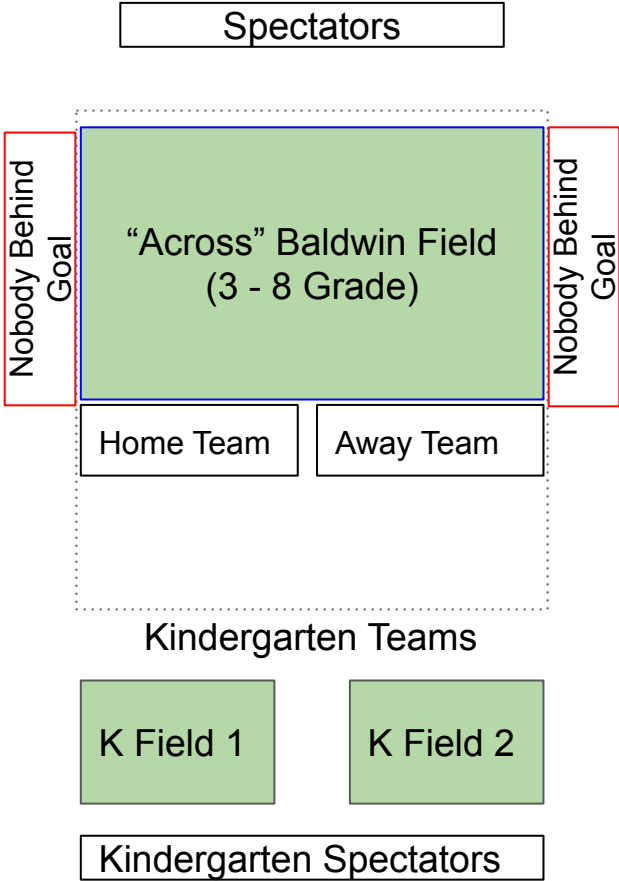 Spectators
Nobody Behind
Goal
“Across” Baldwin Field
(3 - 8 Grade)
Nobody Behind
Goal
Home Team
Away Team
Kindergarten Teams
K Field 1
K Field 2
Kindergarten Spectators